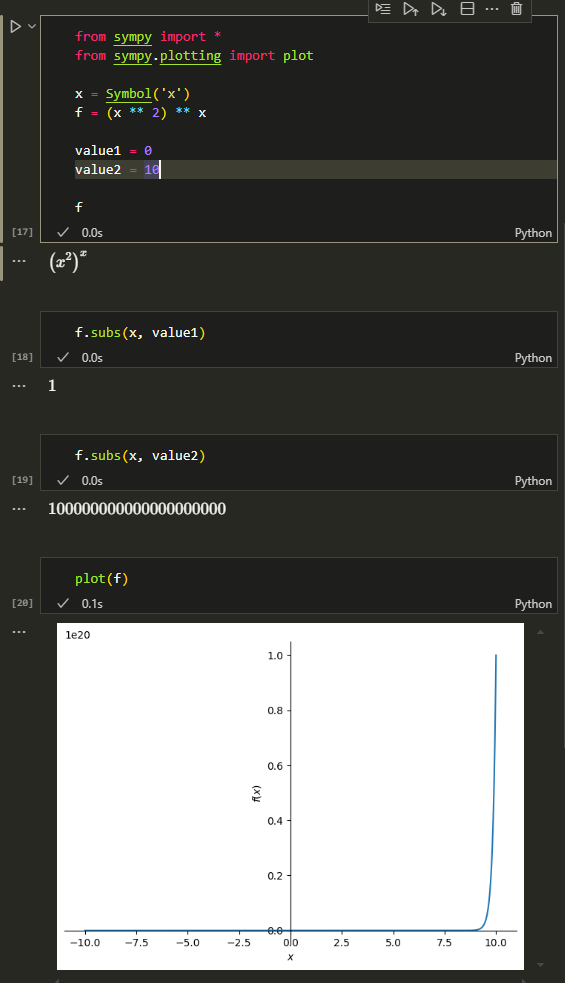 from sympy import *
from sympy.plotting import plot
x = Symbol('x')
f = (x ** 2) ** x
value1 = 0
value2 = 10
f
[17]
0.0s
Python
(x²)ˣ
f.subs(x, value1)
[18]
0.0s
Python
1
f.subs(x, value2)
[19]
0.0s
Python
100000000000000000000
plot(f)
[20]
0.1s
Python
1e20
1.0
0.8
0.6
f(x)
0.4
0.2
0.0
−10.0 −7.5 −5.0 −2.5 0.0 2.5 5.0 7.5 10.0
x